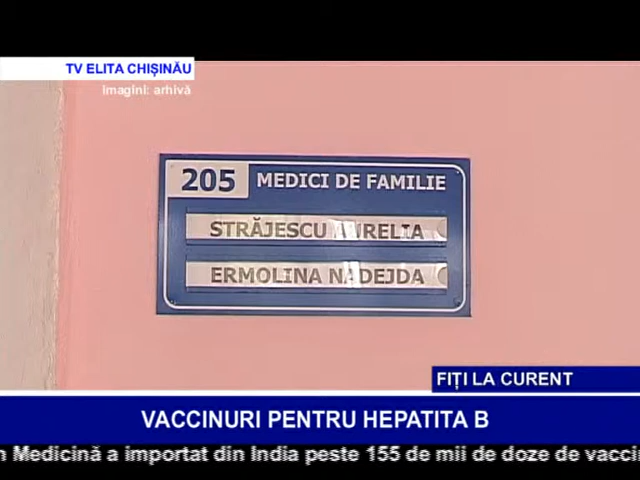 TV ELITA CHIȘINĂU
Imagini: arhivă
205 MEDICI DE FAMILIE
STRĂJESCU AURELIA
ERMOLINA NADEJDA
FIȚI LA CURENT
VACCINURI PENTRU HEPATITA B
Medicină a importat din India peste 155 de mii de doze de